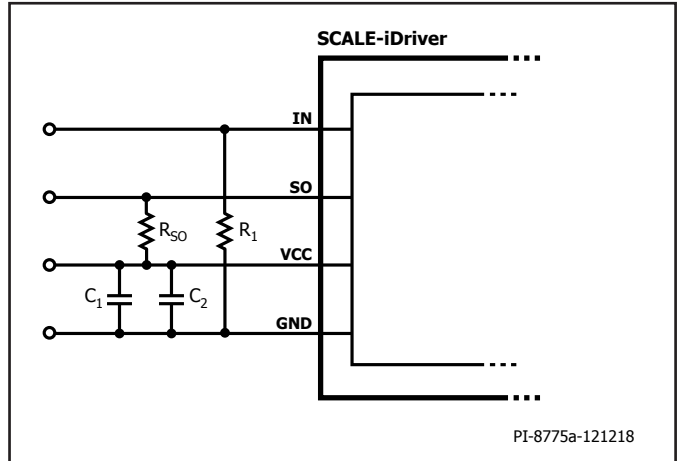 SCALE-iDriver
IN
SO
RSO
R1
VCC
C1
C2
GND
PI-8775a-121218